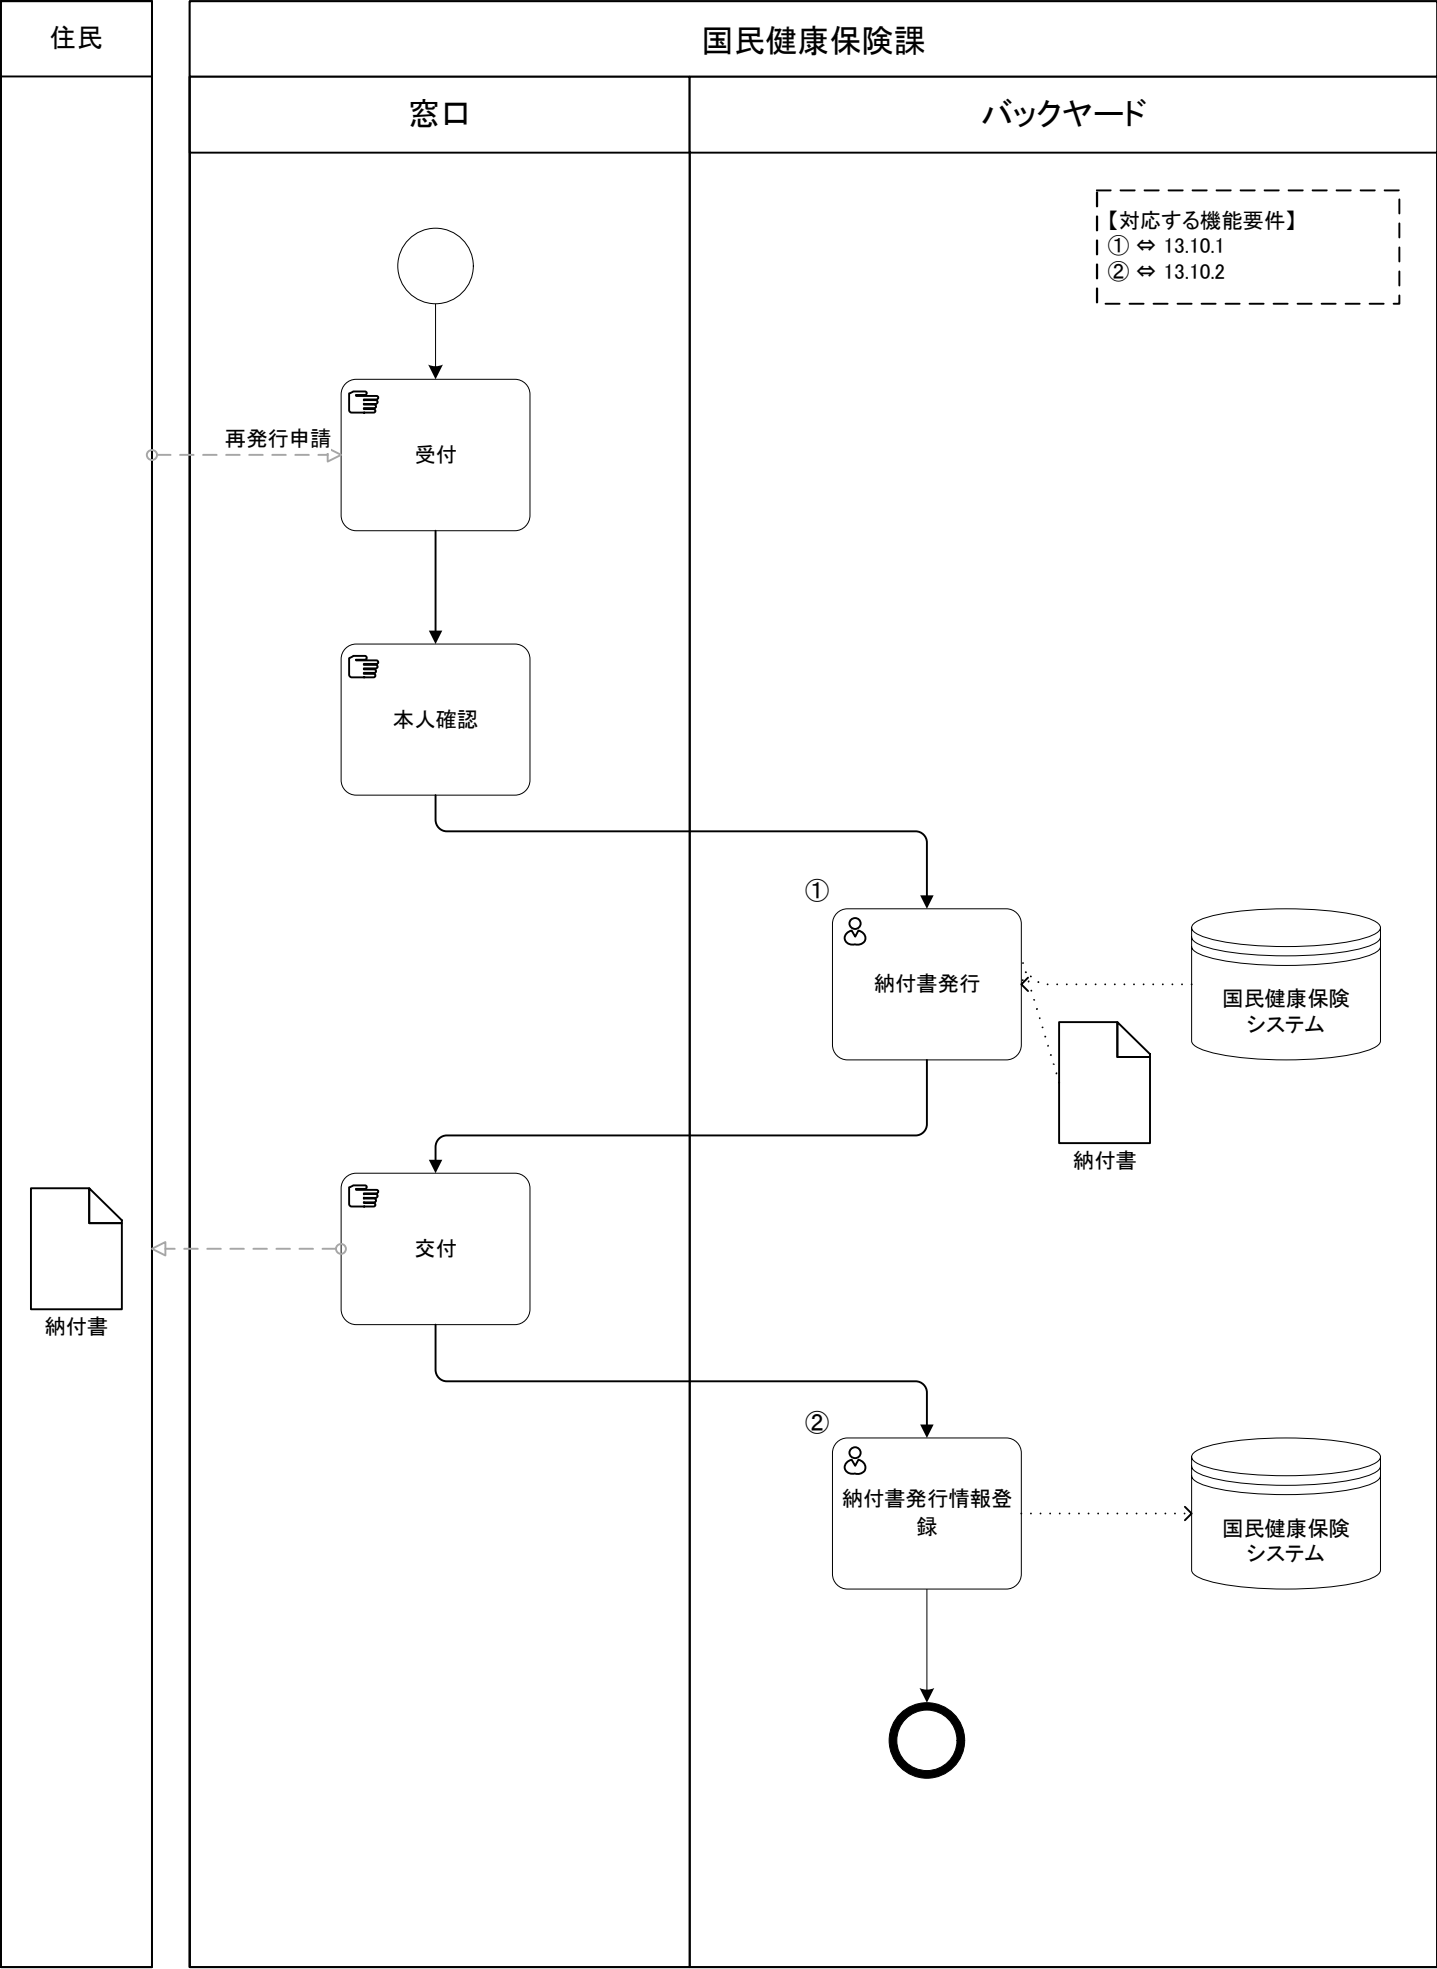 住民
国民健康保険課
窓口
バックヤード
【対応する機能要件】
① ⇔ 13.10.1
② ⇔ 13.10.2
再発行申請
受付
本人確認
①
納付書発行
国民健康保険
システム
納付書
交付
納付書
②
納付書発行情報登
録
国民健康保険
システム